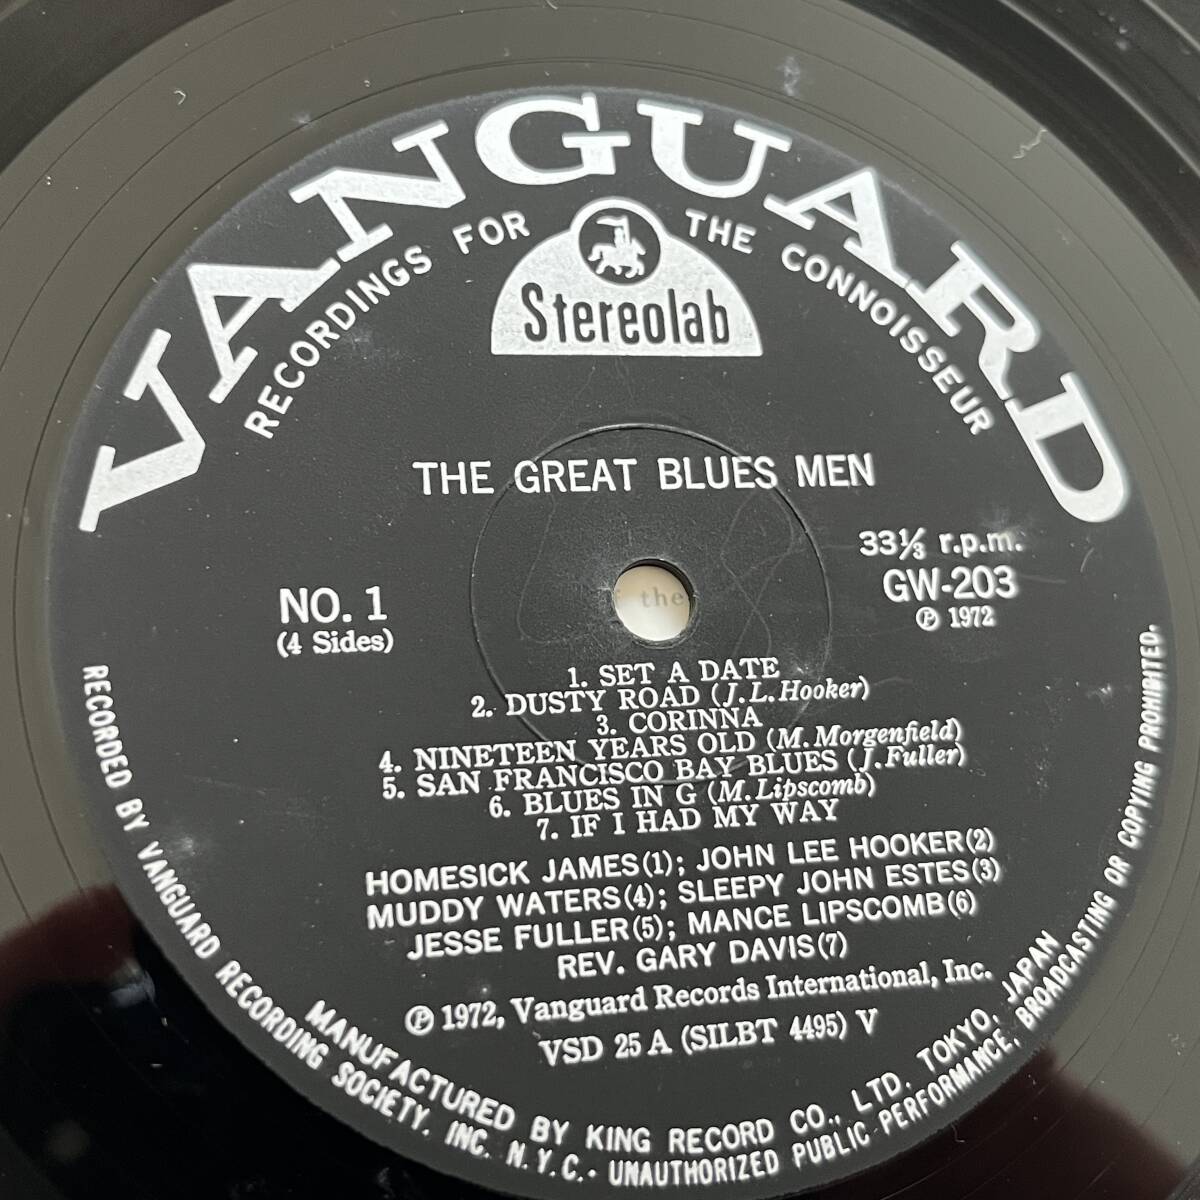 VANGUARD
RECORDINGS FOR THE CONNOISSEUR
Stereolab
THE GREAT BLUES MEN
33⅓ r.p.m.
GW-203
Ⓟ 1972
NO. 1
(4 Sides)
the
1. SET A DATE
2. DUSTY ROAD (J.L.Hooker)
3. CORINNA
4. NINETEEN YEARS OLD (M.Morgenfield)
5. SAN FRANCISCO BAY BLUES (J.Fuller)
6. BLUES IN G (M.Lipscomb)
7. IF I HAD MY WAY
HOMESICK JAMES(1); JOHN LEE HOOKER(2)
MUDDY WATERS(4); SLEEPY JOHN ESTES(3)
JESSE FULLER(5); MANCE LIPSCOMB(6)
REV. GARY DAVIS(7)
Ⓟ 1972, Vanguard Records International, Inc.
VSD 25 A (SILBT 4495) V
MANUFACTURED BY KING RECORD CO., LTD. TOKYO, JAPAN
RECORDED BY VANGUARD RECORDING SOCIETY, INC. N.Y.C.· UNAUTHORIZED PUBLIC PERFORMANCE, BROADCASTING OR COPYING PROHIBITED.